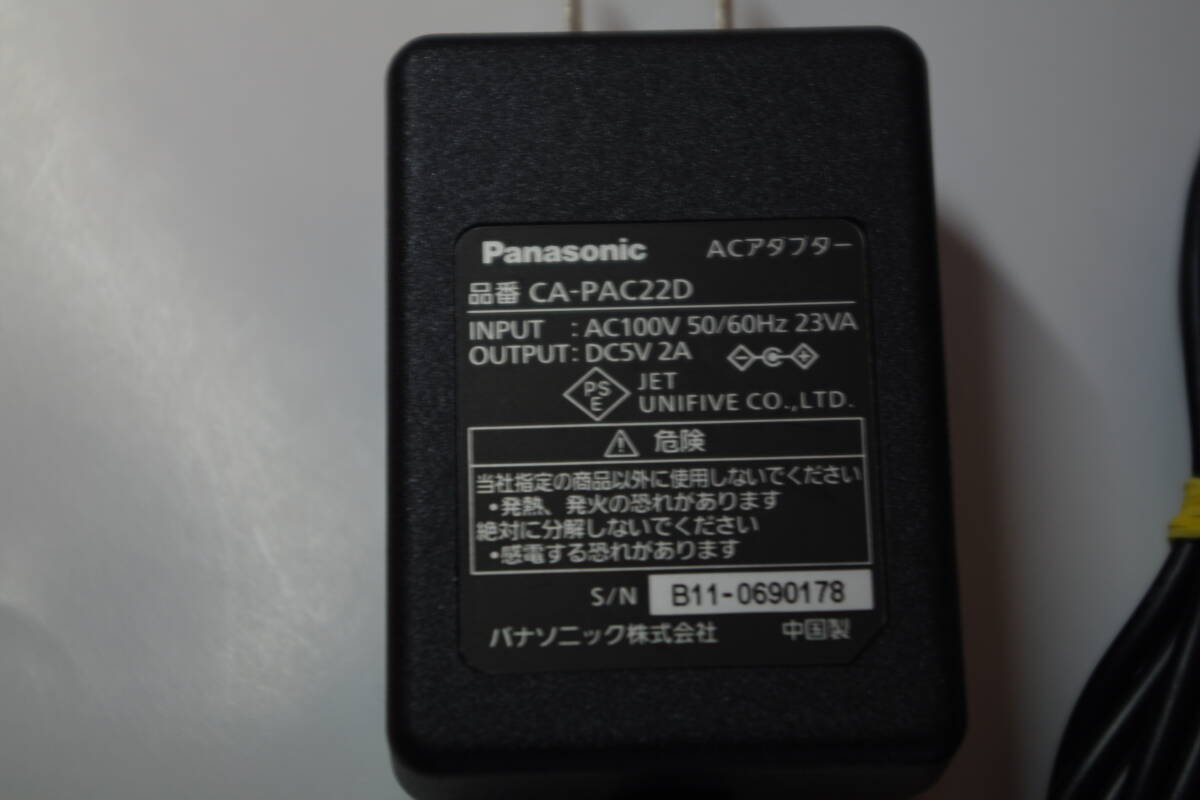 Panasonic ACアダプター
品番 CA-PAC22D
INPUT : AC100V 50/60Hz 23VA
OUTPUT: DC5V 2A
PSE JET
UNIFIVE CO.,LTD.
危険
当社指定の商品以外に使用しないでください
・発熱、発火の恐れがあります
絶対に分解しないでください
・感電する恐れがあります
S/N B11-0690178
パナソニック株式会社 中国製